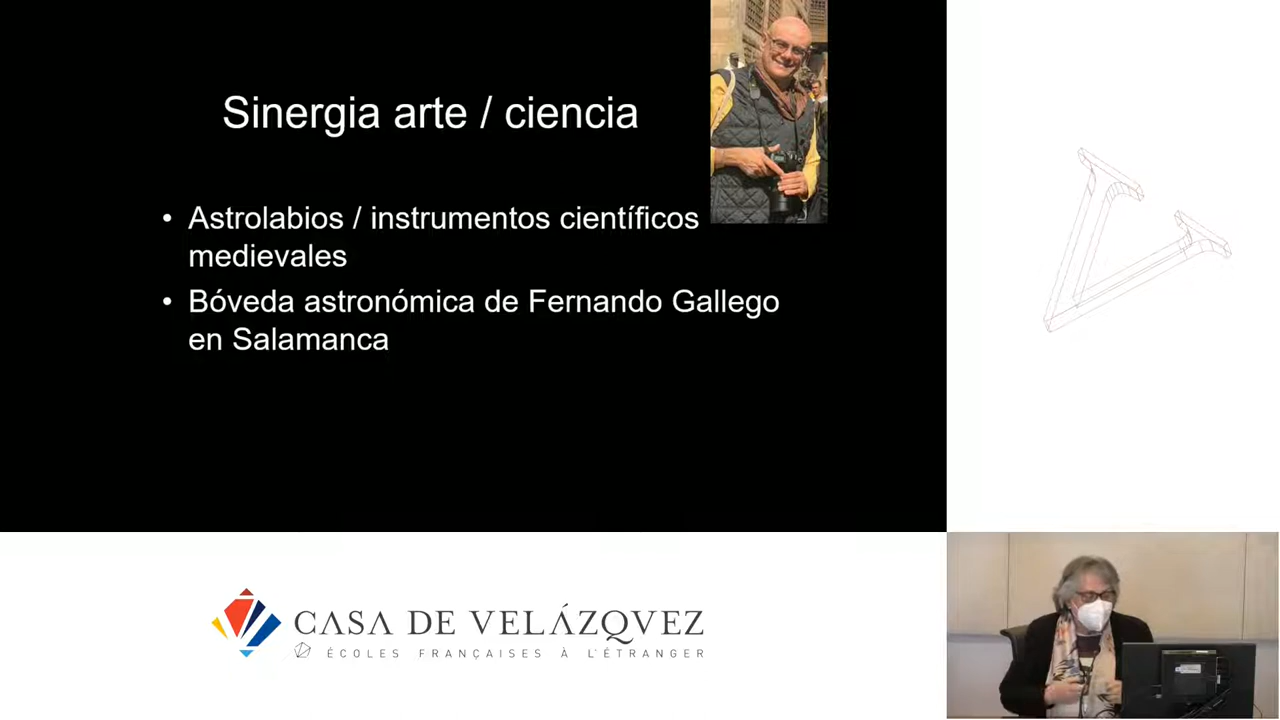 Sinergia arte / ciencia
• Astrolabios / instrumentos científicos
medievales
• Bóveda astronómica de Fernando Gallego
en Salamanca
CASA DE VELÁZQVEZ
ÉCOLES FRANÇAISES À L'ÉTRANGER